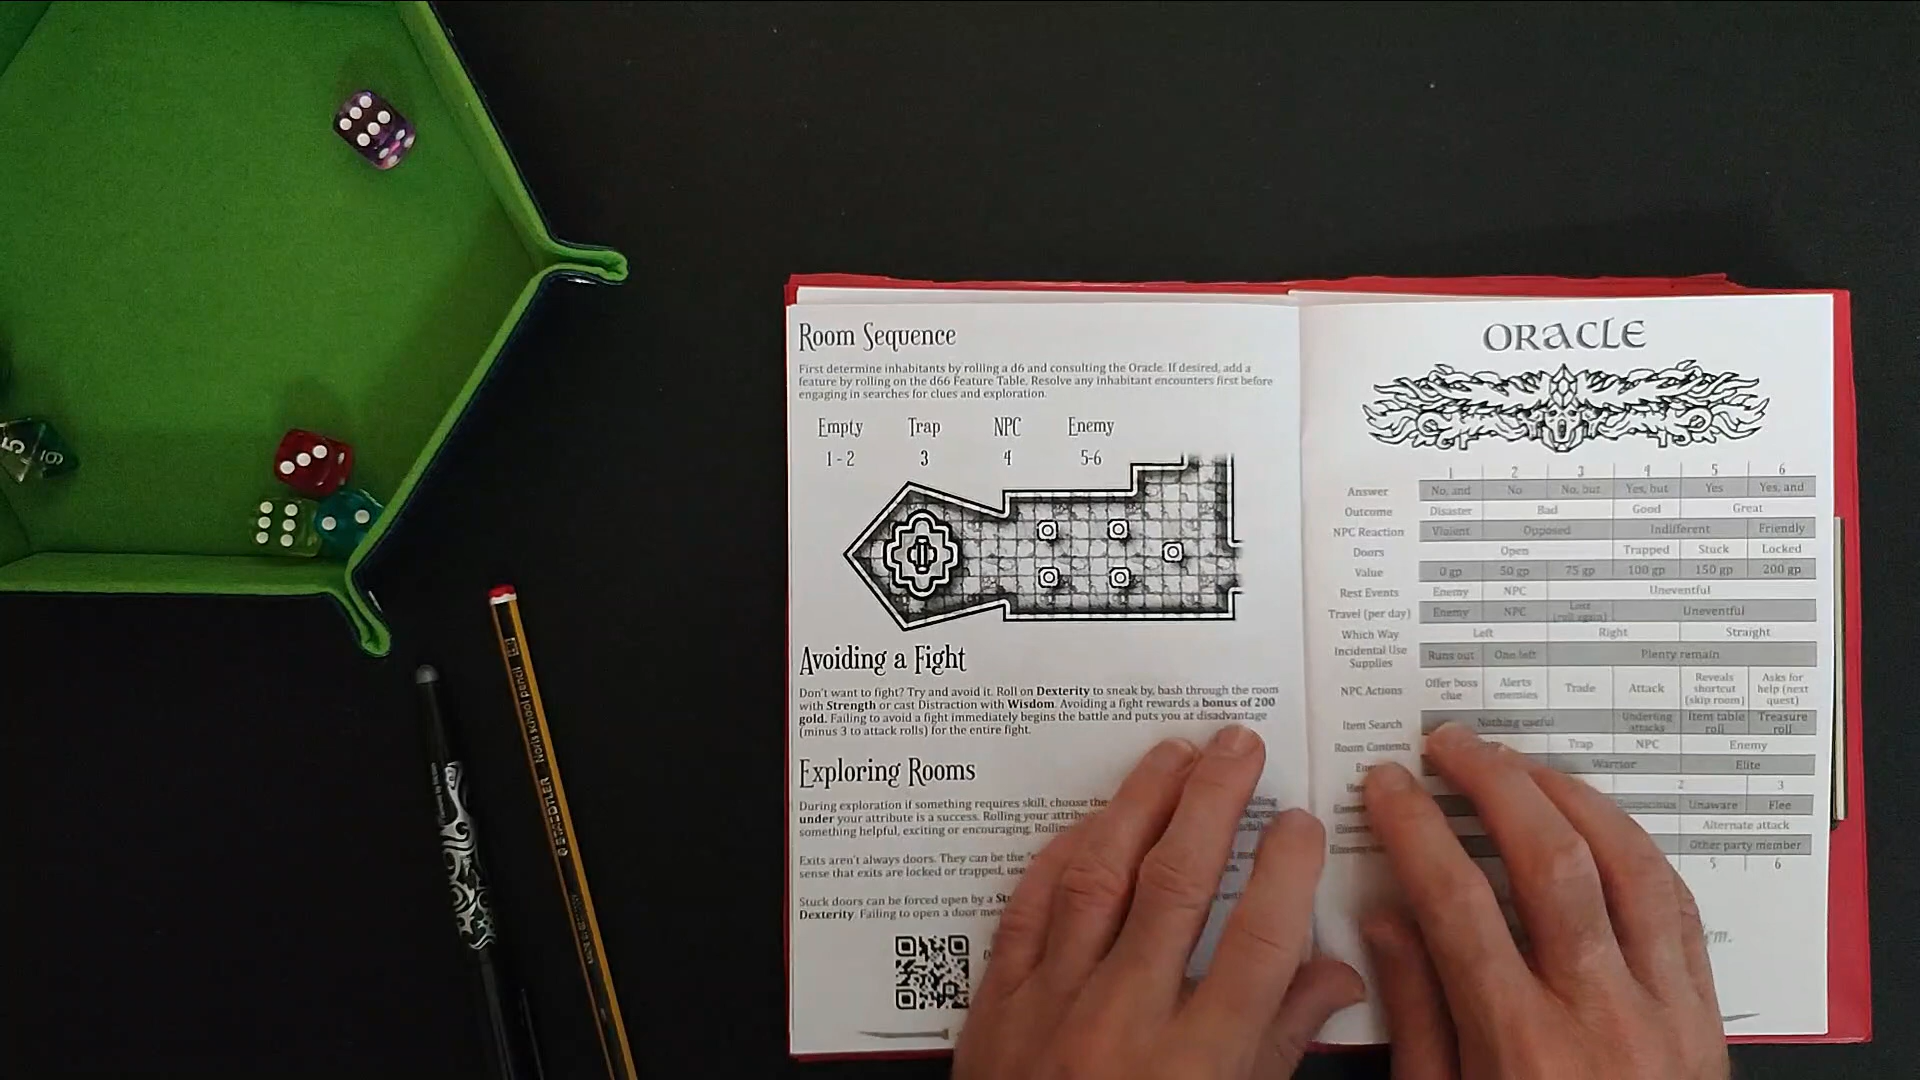 Room Sequence
First determine inhabitants by rolling a d6 and consulting the Oracle. If desired, add a
feature by rolling on the d66 Feature Table. Resolve any inhabitant encounters first before
engaging in searches for clues and exploration.
Empty Trap NPC Enemy
1 - 2 3 4 5-6
Avoiding a Fight
Don't want to fight? Try and avoid it. Roll on Dexterity to sneak by, bash through the room
with Strength or cast Distraction with Wisdom. Avoiding a fight rewards a bonus of 200
gold. Failing to avoid a fight immediately begins the battle and puts you at disadvantage
(minus 3 to attack rolls) for the entire fight.
Exploring Rooms
During exploration if something requires skill, choose the
under your attribute is a success. Rolling your
something helpful, exciting or encouraging.
Exits aren't always doors. They can be the
sense that exits are locked or trapped, use
Stuck doors can be forced open by a
Dexterity. Failing to open a door
ORACLE
1 2 3 4 5 6
Answer No, and No No, but Yes, but Yes Yes, and
Outcome Disaster Bad Good Great
NPC Reaction Violent Opposed Indifferent Friendly
Doors Open Trapped Stuck Locked
Value 0 gp 50 gp 75 gp 100 gp 150 gp 200 gp
Rest Events Enemy NPC Uneventful
Travel (per day) Enemy NPC Lost (roll again) Uneventful
Which Way Left Right Straight
Incidental Use Supplies Runs out One left Plenty remain
NPC Actions Offer boss clue Alerts enemies Trade Attack Reveals shortcut (skip room) Asks for help (next quest)
Item Search Nothing useful Underling attacks Item table roll Treasure roll
Room Contents Trap NPC Enemy
Warrior Elite
2 3
Suspicious Unaware Flee
Alternate attack
Other party member
5 6
STAEDTLER Noris school pencil
5